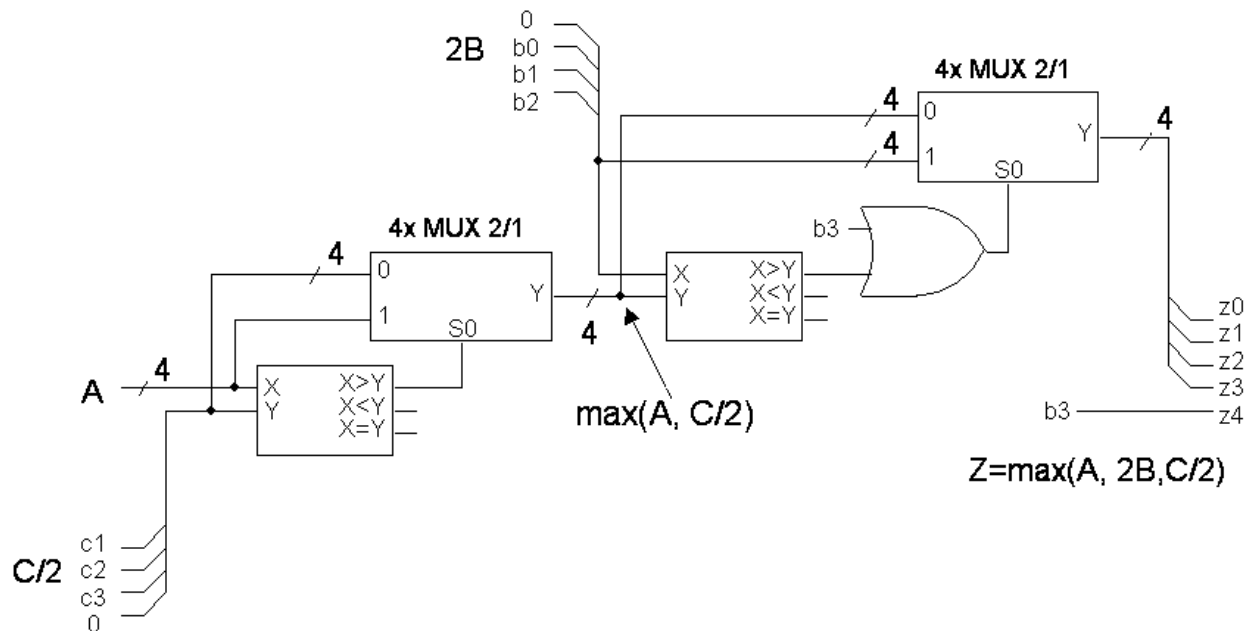 0
2B
b0
b1
b2
4x MUX 2/1
4
0
Y
4
4
1
S0
b3
4x MUX 2/1
4
0
X
X>Y
Y
X<Y
X=Y
Y
1
4
S0
z0
z1
z2
z3
b3
z4
A
4
X
X>Y
Y
X<Y
X=Y
max(A, C/2)
Z=max(A, 2B,C/2)
c1
C/2
c2
c3
0